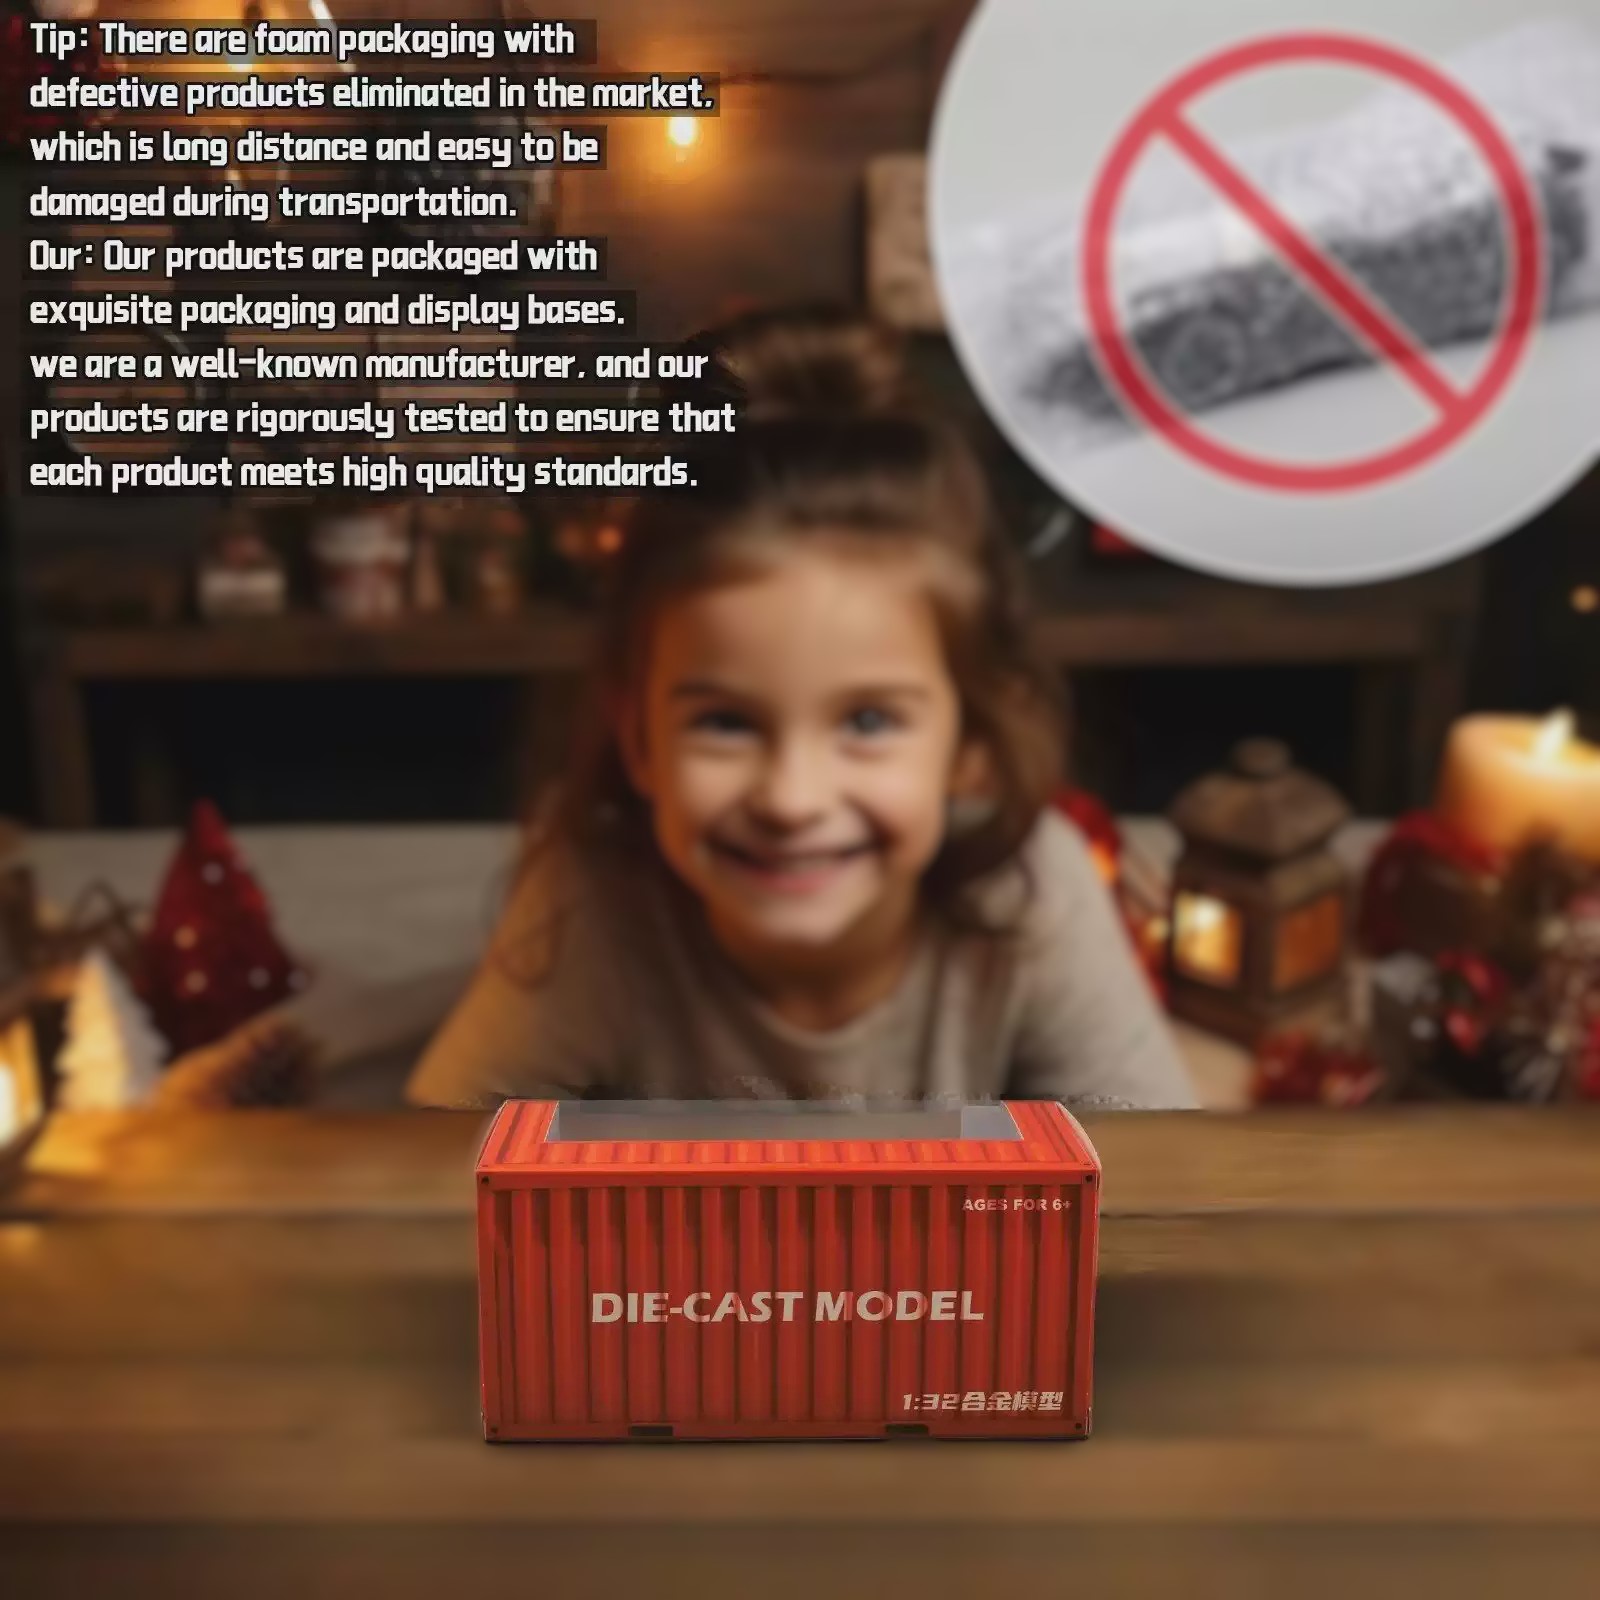 Tip: There are foam packaging with
defective products eliminated in the market,
which is long distance and easy to be
damaged during transportation.
Our: Our products are packaged with
exquisite packaging and display bases.
we are a well-known manufacturer, and our
products are rigorously tested to ensure that
each product meets high quality standards.
AGES FOR 6+
DIE-CAST MODEL
1:32合金模型